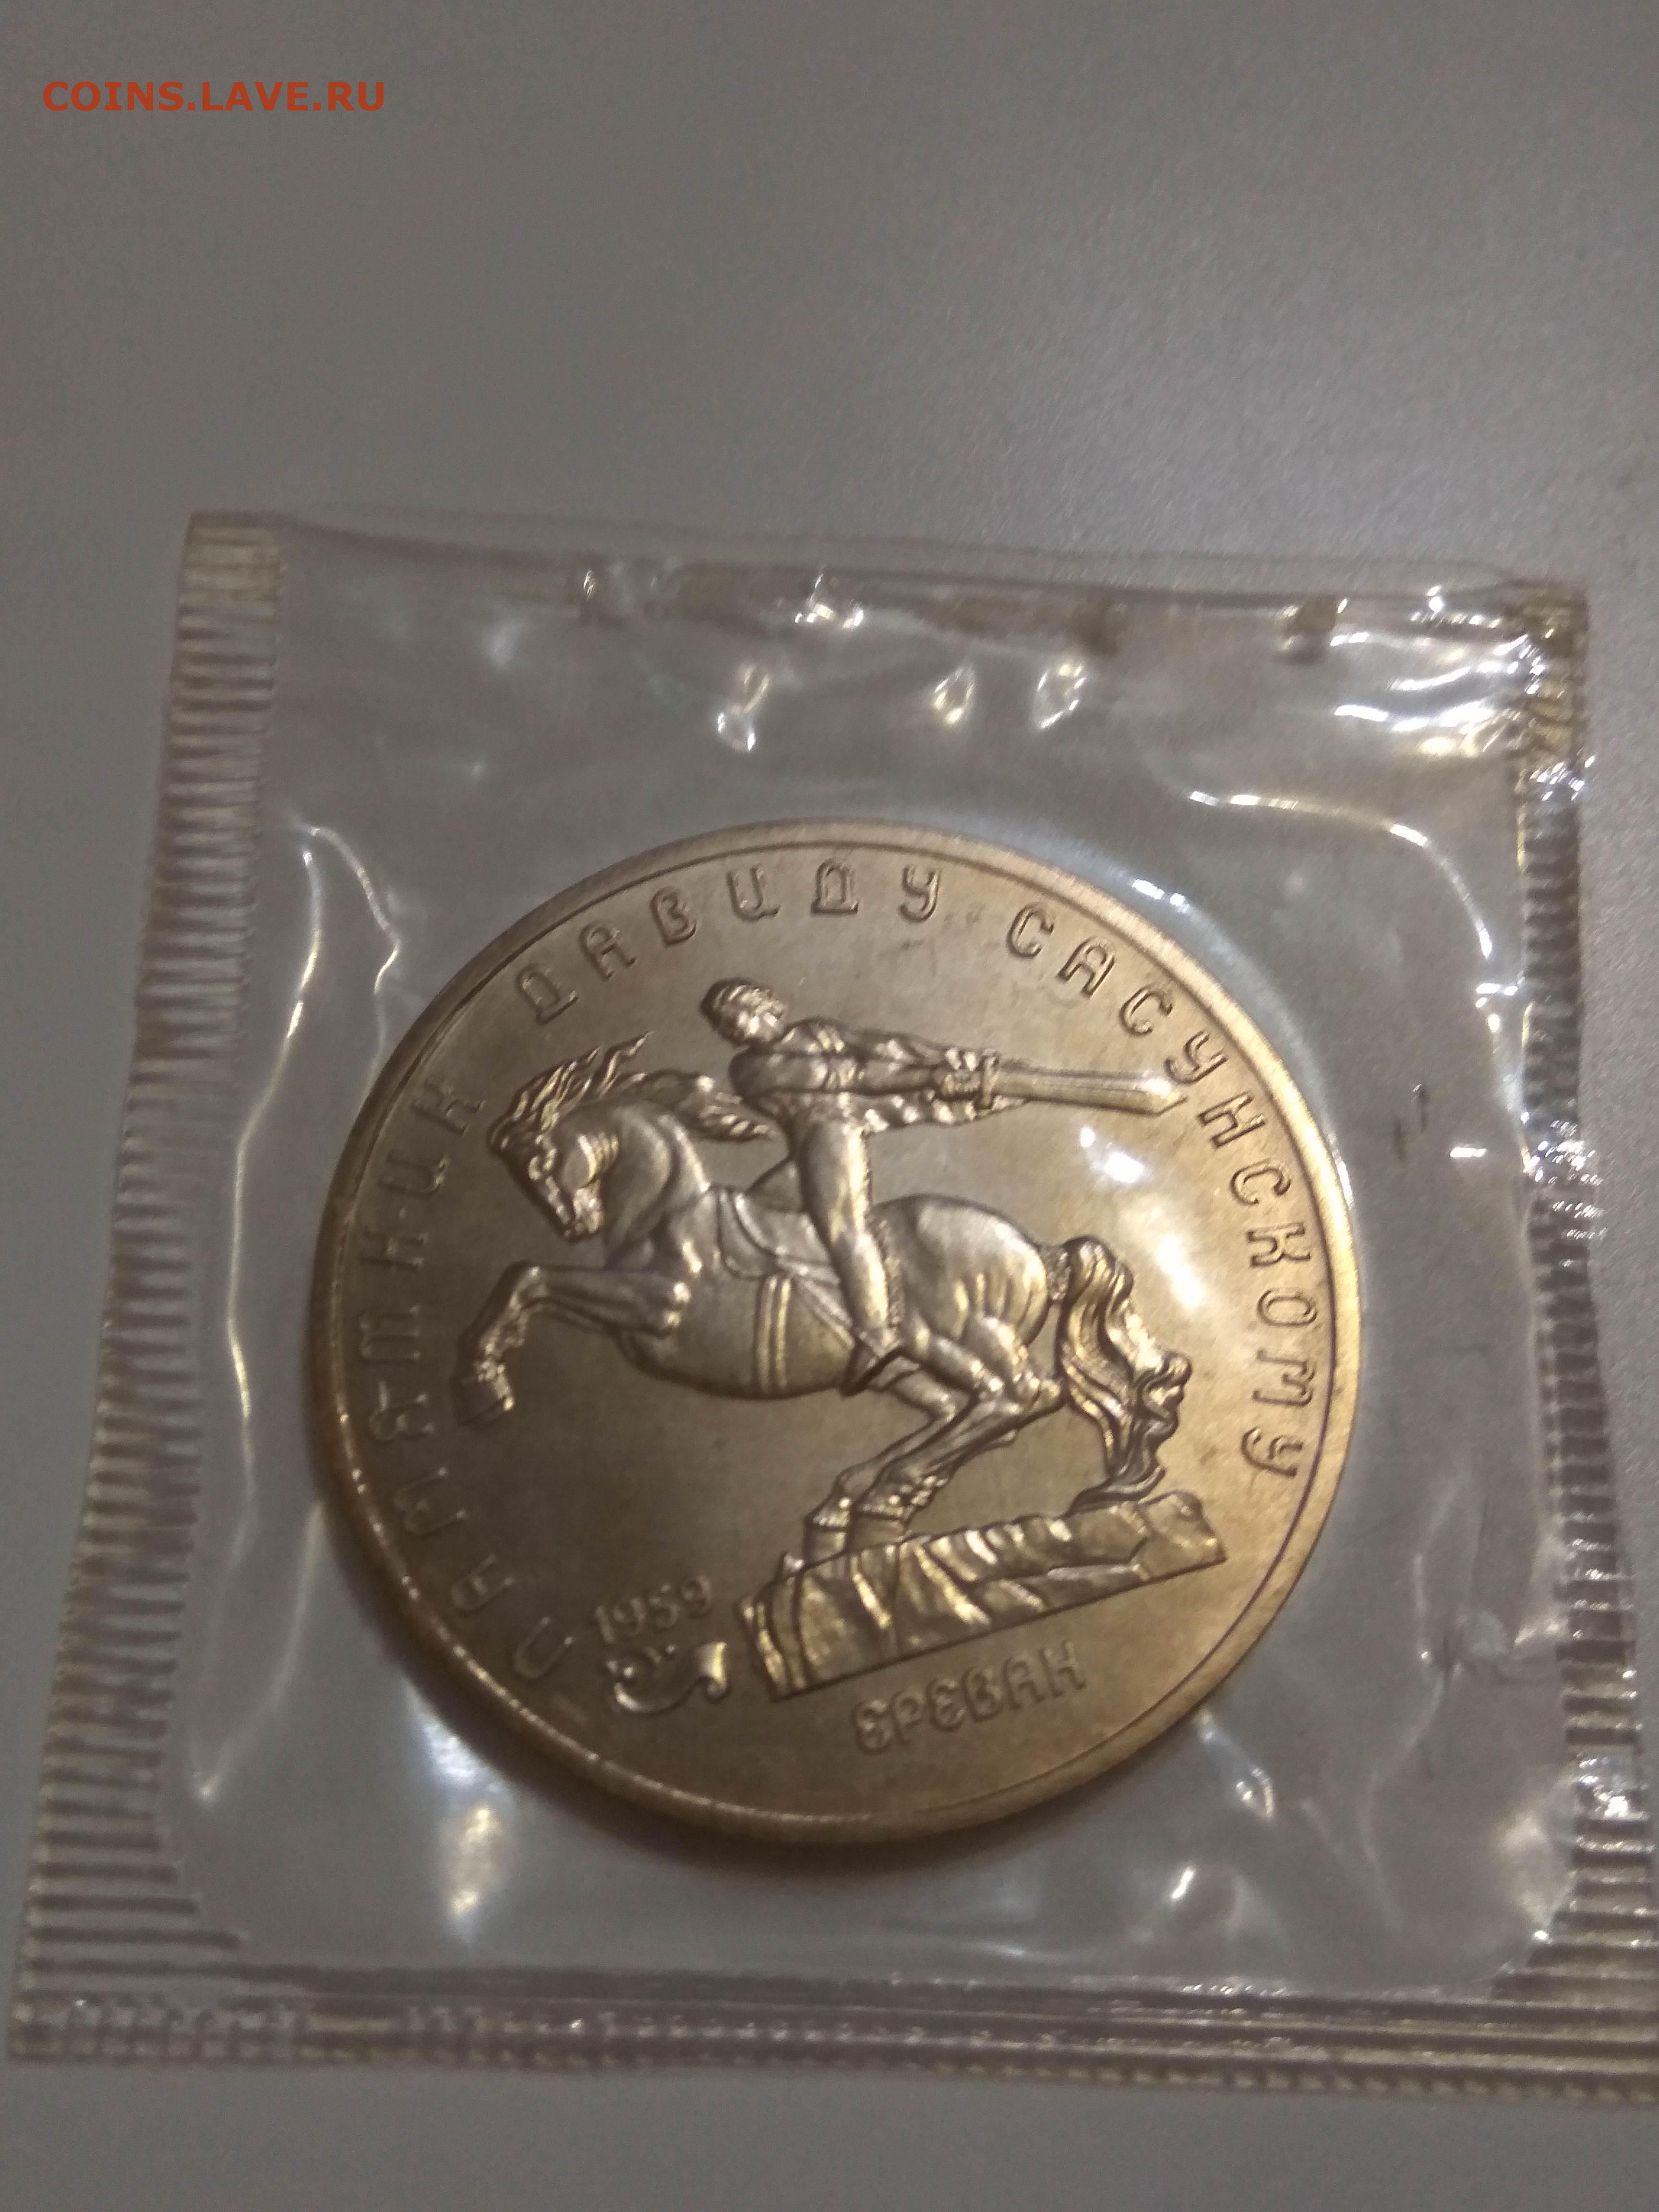 COINS.LAVE.RU
ПАМЯТНИК ДАВИДУ САСУНСКОМУ
1959
ЕРЕВАН